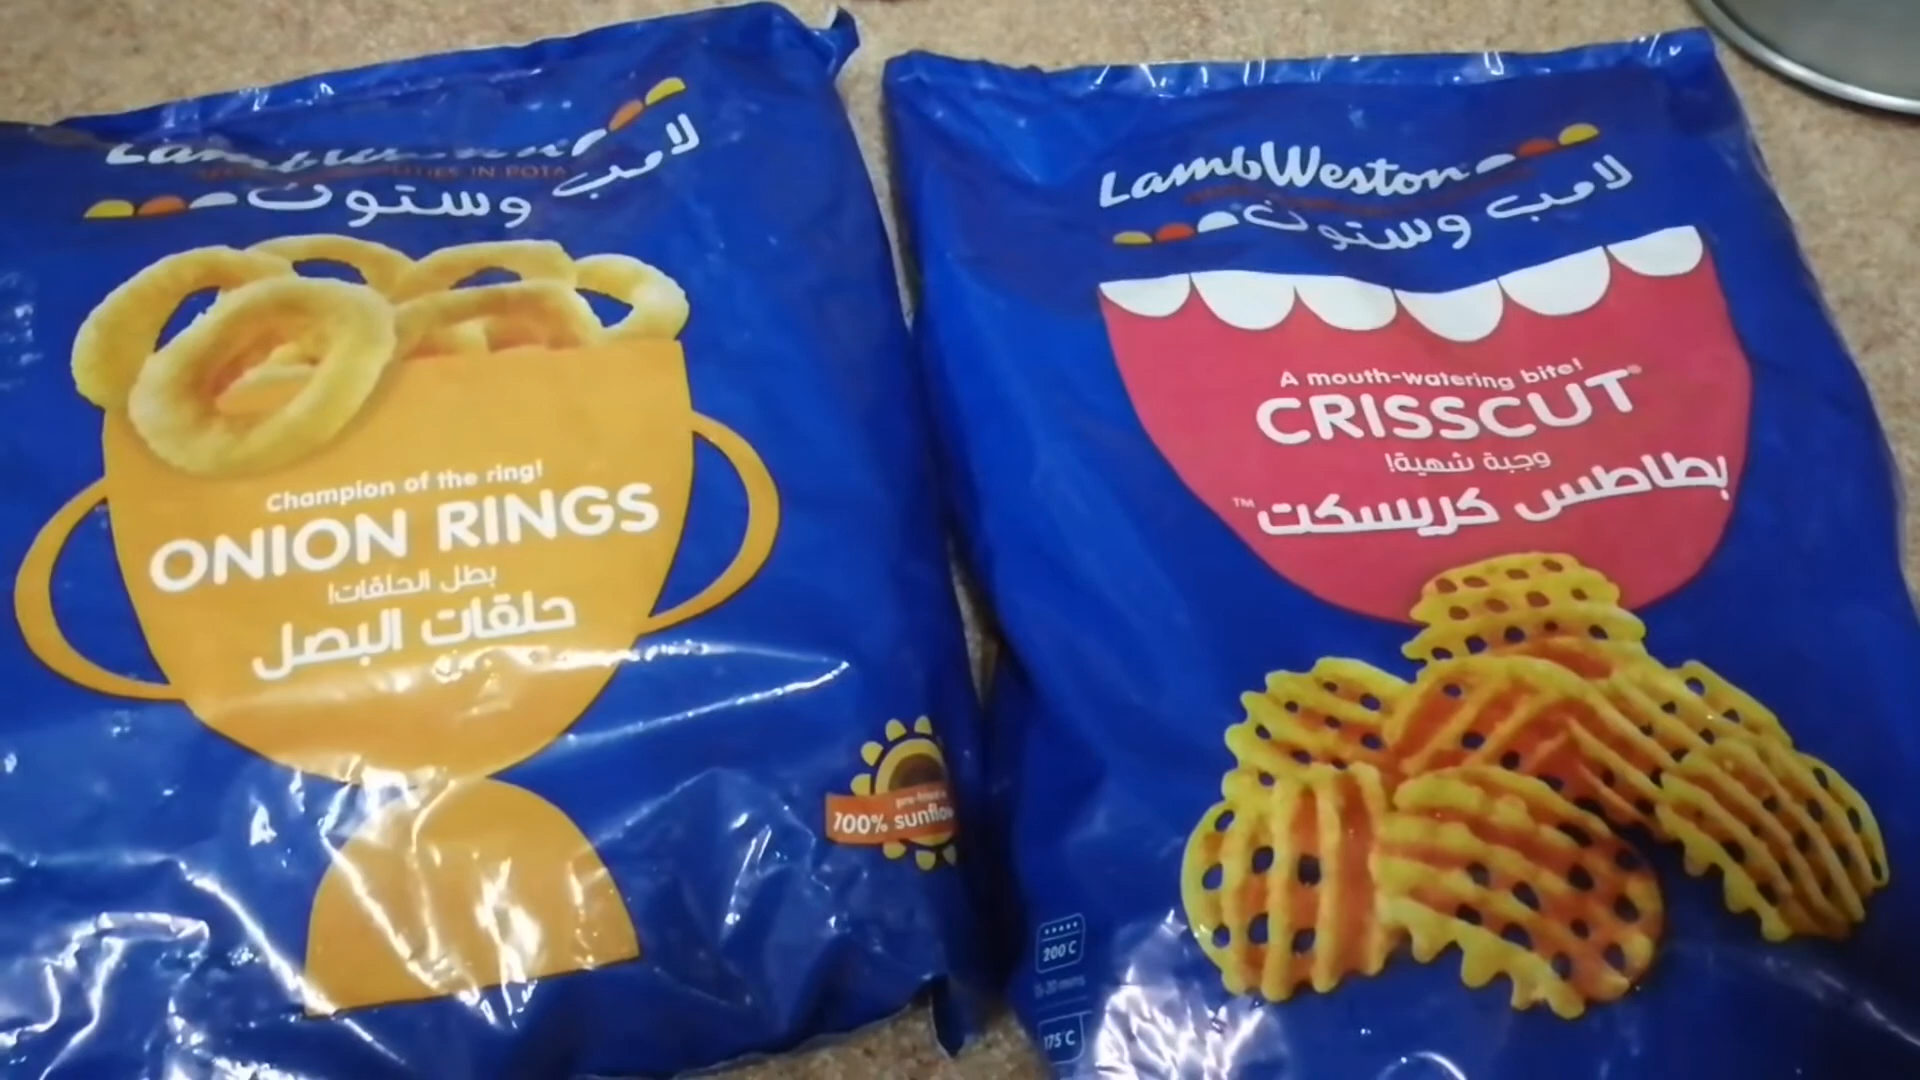 لامب وستون
Champion of the ring!
ONION RINGS
بطل الحلقات!
حلقات البصل
100%
LambWeston
لامب وستون
A mouth-watering bite!
CRISSCUT®
وجبة شهية!
بطاطس كريسكت™
200°C
175°C